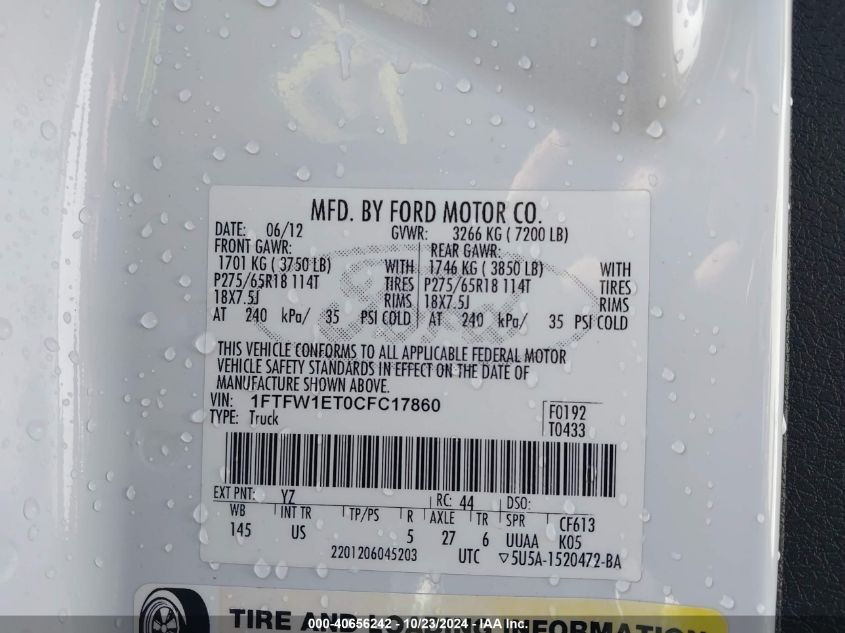 MFD. BY FORD MOTOR CO.
DATE: 06/12 GVWR: 3266 KG ( 7200 LB)
FRONT GAWR: REAR GAWR:
1701 KG ( 3750 LB) WITH 1746 KG ( 3850 LB) WITH
P275/65R18 114T TIRES P275/65R18 114T TIRES
18X7.5J RIMS 18X7.5J RIMS
AT 240 kPa/ 35 PSI COLD AT 240 kPa/ 35 PSI COLD
THIS VEHICLE CONFORMS TO ALL APPLICABLE FEDERAL MOTOR
VEHICLE SAFETY STANDARDS IN EFFECT ON THE DATE OF
MANUFACTURE SHOWN ABOVE.
VIN: 1FTFW1ET0CFC17860 F0192
TYPE: Truck T0433
EXT PNT: YZ RC: 44 DSO:
WB INT TR TP/PS R AXLE TR SPR CF613
145 US 5 27 6 UUAA K05
2201206045203 UTC ▽5U5A-1520472-BA
TIRE AND LOADING INFORMATION
000-40656242 - 10/23/2024 - IAA Inc.